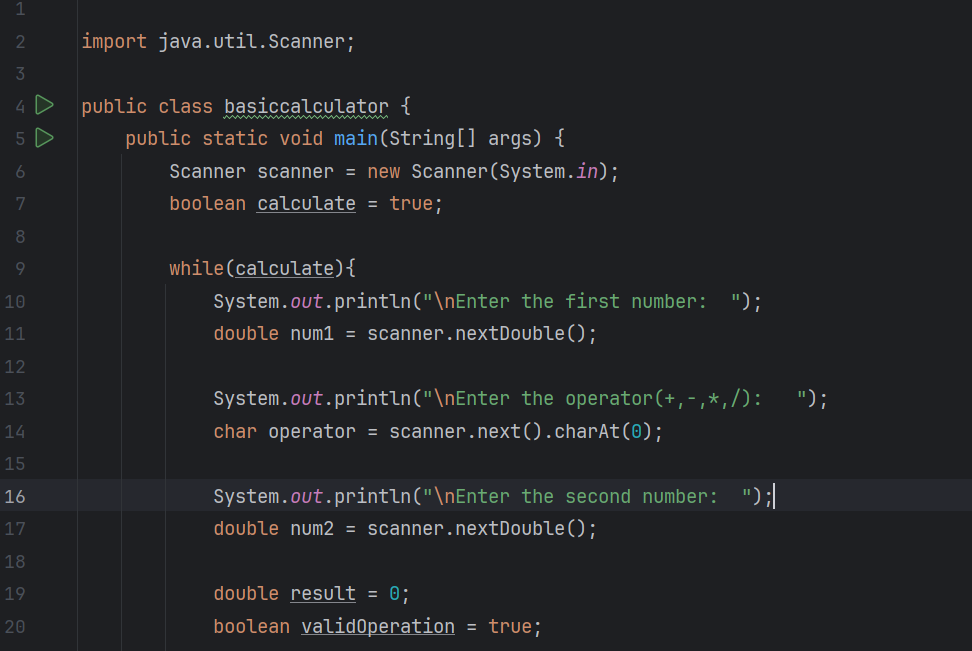 1
2 import java.util.Scanner;
3
4 public class basiccalculator {
5     public static void main(String[] args) {
6         Scanner scanner = new Scanner(System.in);
7         boolean calculate = true;
8
9         while(calculate){
10             System.out.println("\nEnter the first number:  ");
11             double num1 = scanner.nextDouble();
12
13             System.out.println("\nEnter the operator(+,-,*,/):   ");
14             char operator = scanner.next().charAt(0);
15
16             System.out.println("\nEnter the second number:  ");
17             double num2 = scanner.nextDouble();
18
19             double result = 0;
20             boolean validOperation = true;